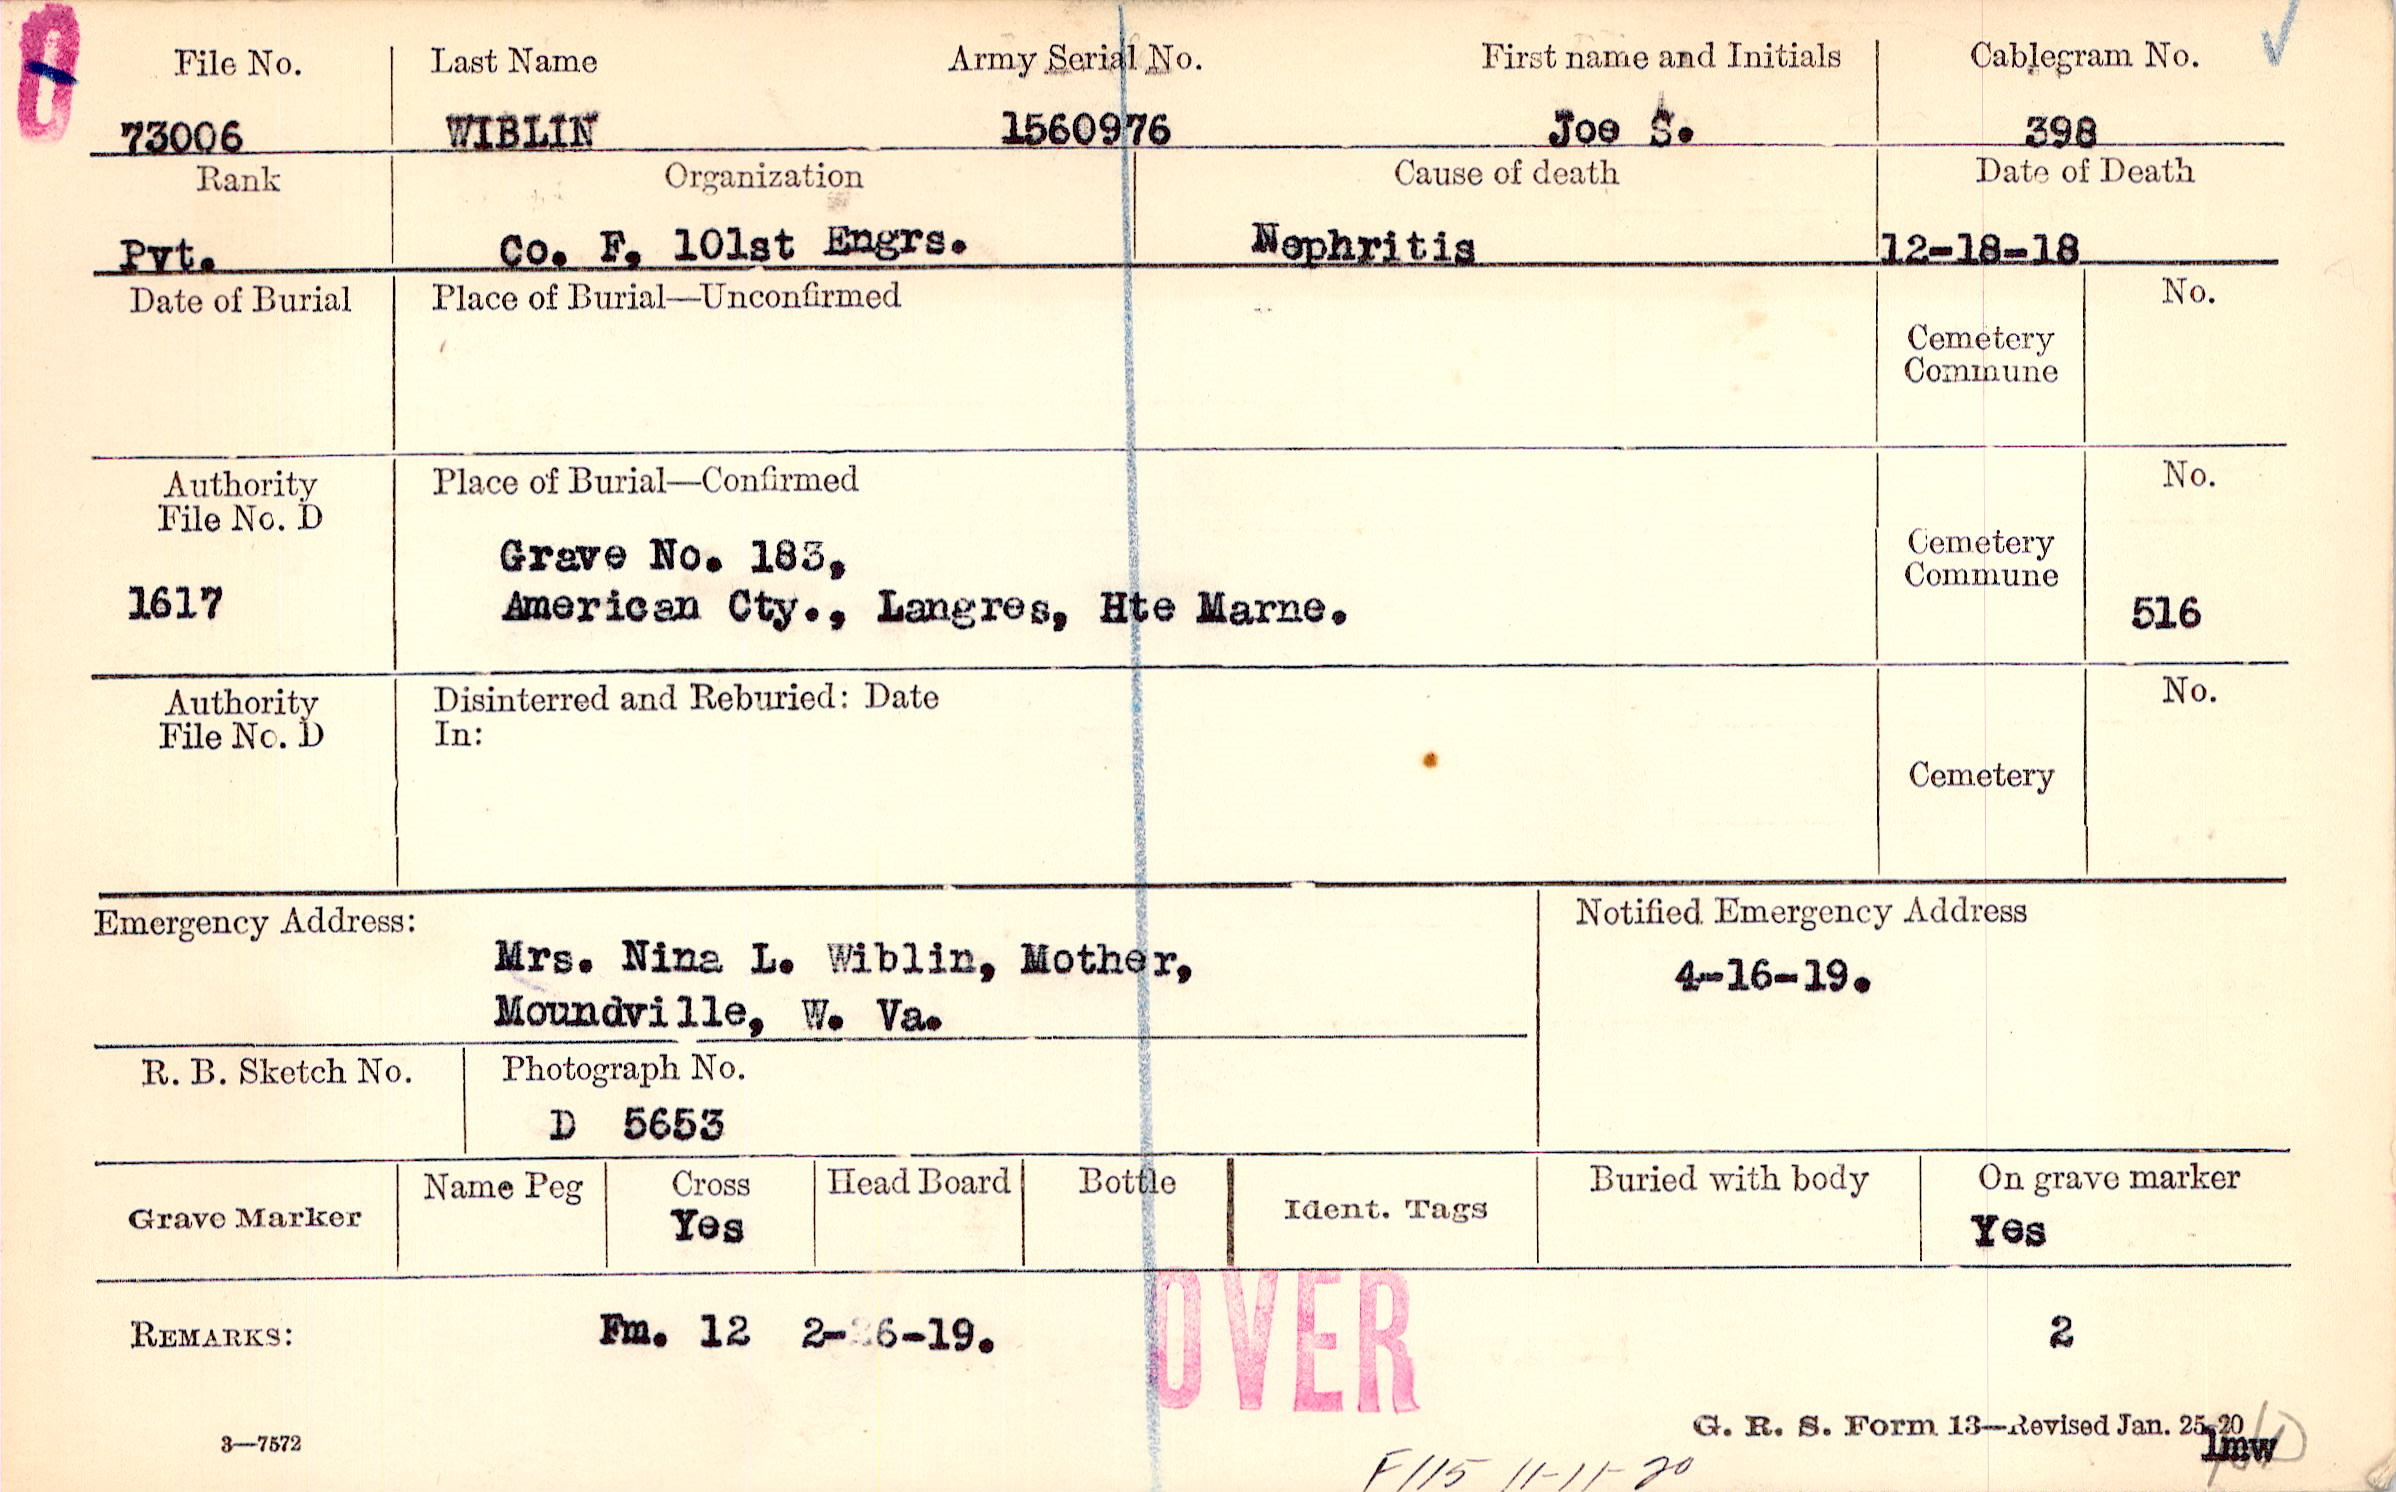 File No. Last Name Army Serial No. First name and Initials Cablegram No.
73006 WIBLIN 1560976 Joe S. 398
Rank Organization Cause of death Date of Death
Pvt. Co. F, 101st Engrs. Nephritis 12-18-18
Date of Burial Place of Burial—Unconfirmed No.
Cemetery
Commune
Authority Place of Burial—Confirmed No.
File No. D
Grave No. 183, Cemetery
Commune
1617 American Cty., Langres, Hte Marne. 516
Authority Disinterred and Reburied: Date No.
File No. D In:
Cemetery
Emergency Address: Notified Emergency Address
Mrs. Nina L. Wiblin, Mother, 4-16-19.
Moundville, W. Va.
R. B. Sketch No. Photograph No.
D 5653
Name Peg Cross Head Board Bottle Buried with body On grave marker
Grave Marker Yes Ident. Tags Yes
OVER
REMARKS: Fm. 12 2-26-19. 2
3—7572 G. R. S. Form 13—Revised Jan. 25-20
lmw
F115 11-11-20